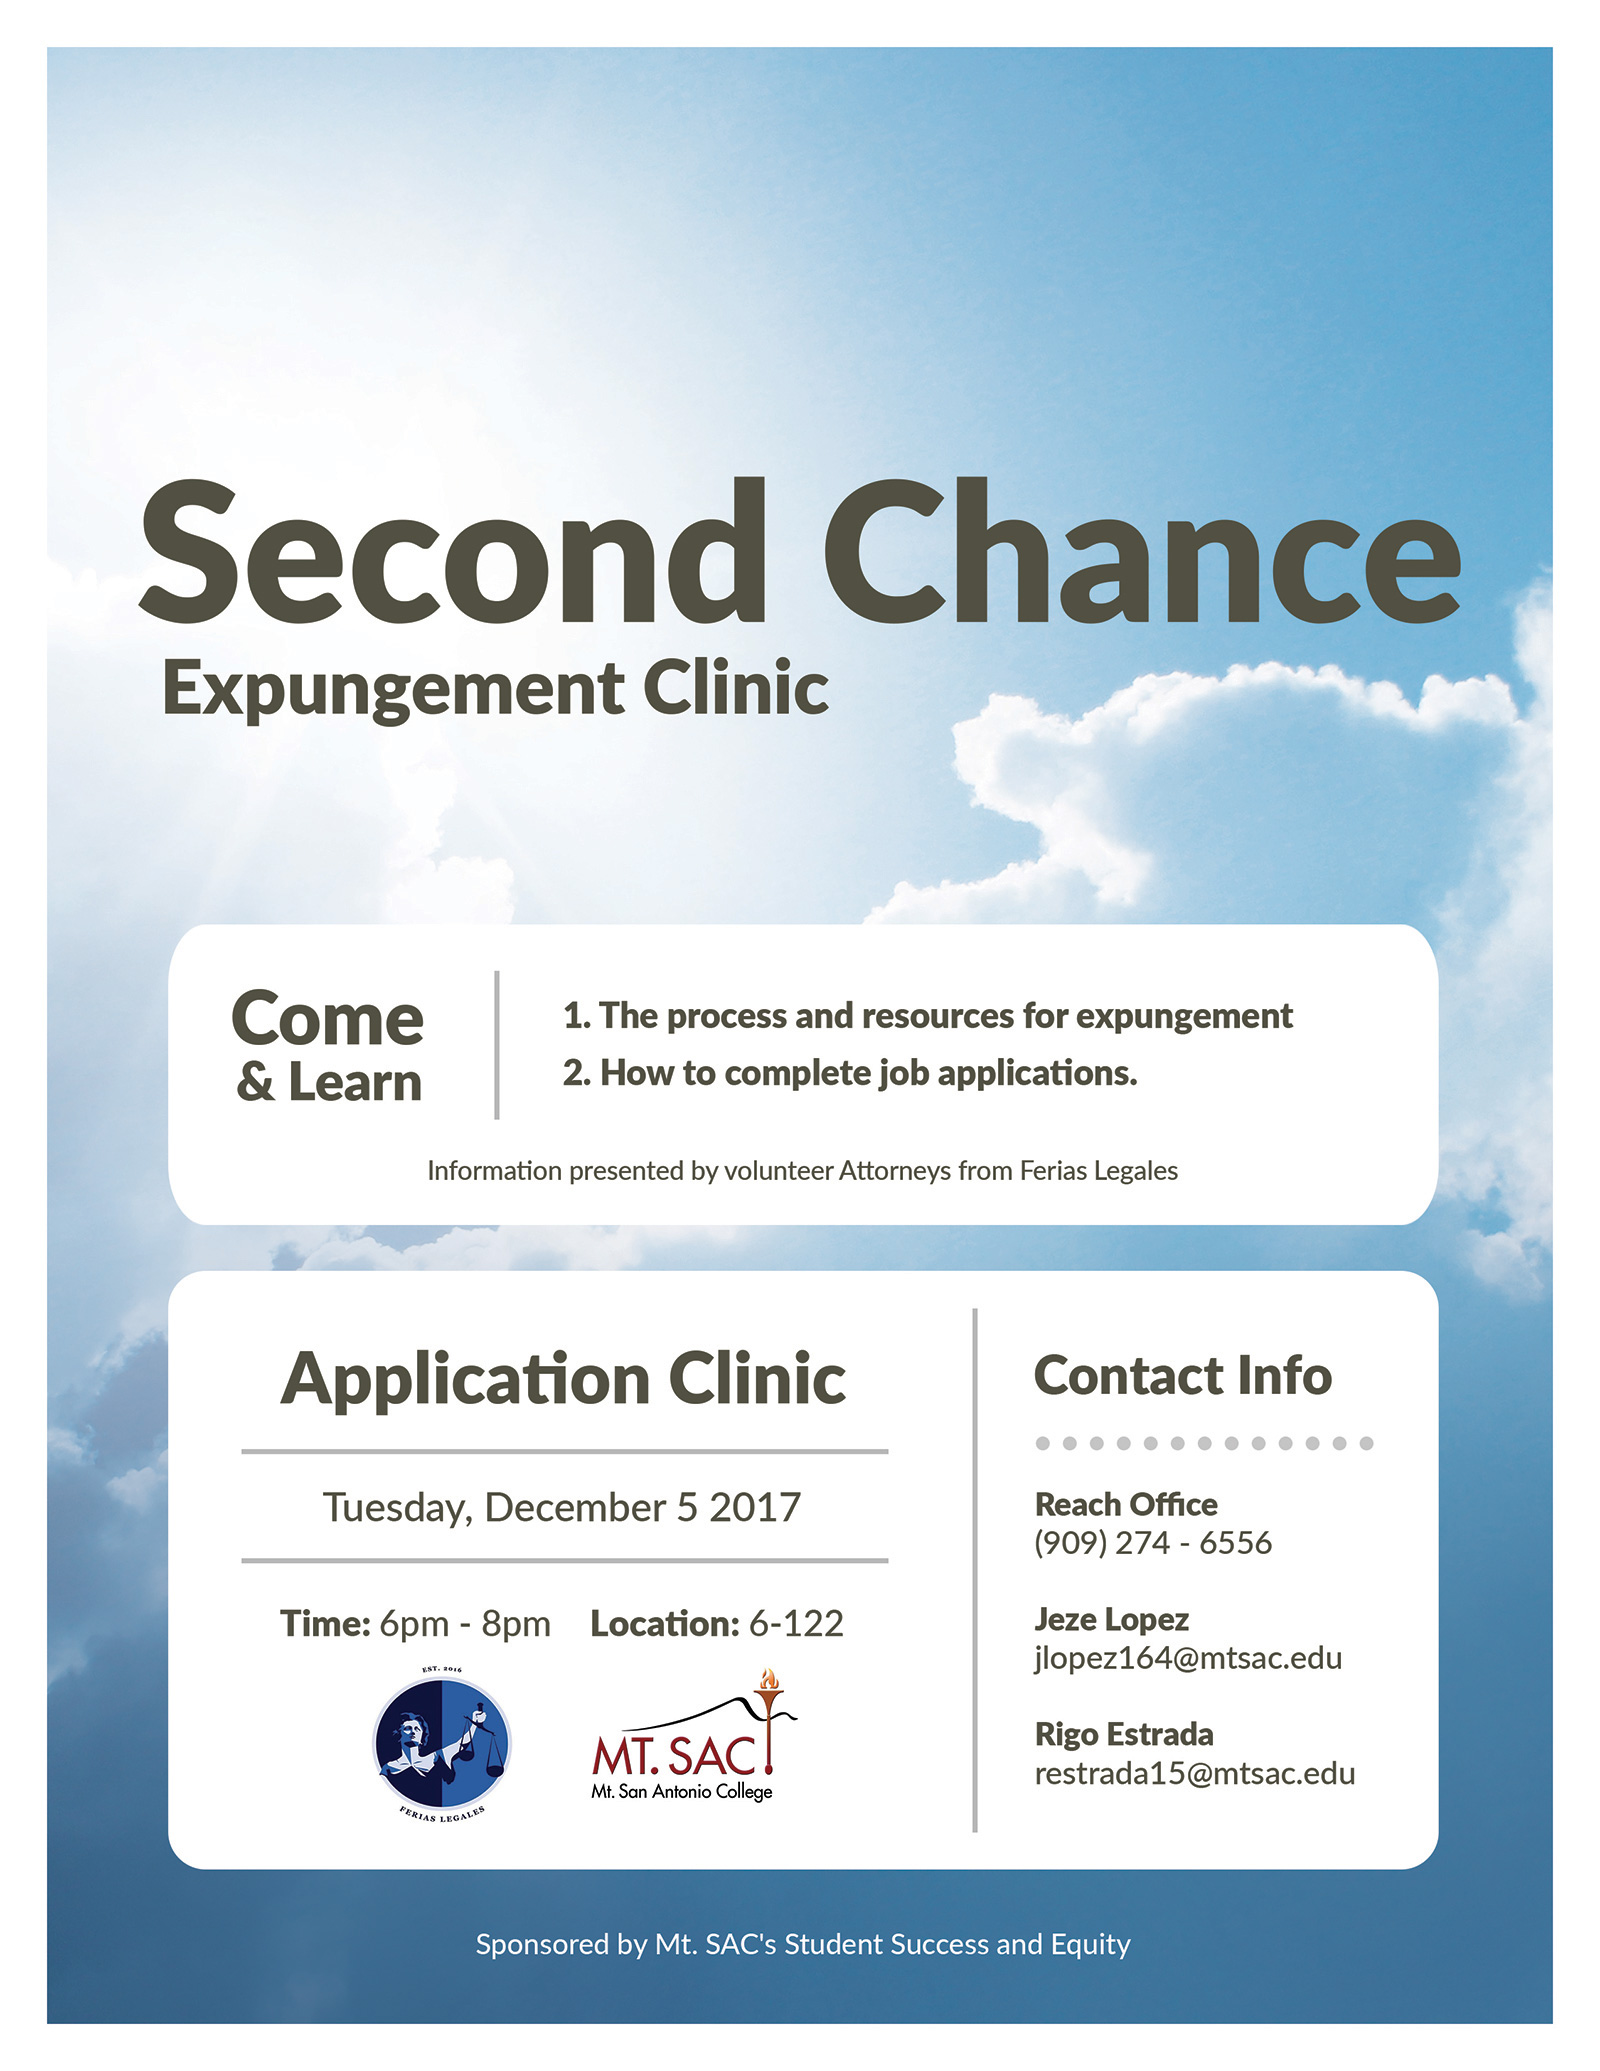 Second Chance
Expungement Clinic
Come
& Learn
1. The process and resources for expungement
2. How to complete job applications.
Information presented by volunteer Attorneys from Ferias Legales
Application Clinic
Tuesday, December 5 2017
Time: 6pm - 8pm Location: 6-122
EST. 2016
FERIAS LEGALES
MT. SAC
Mt. San Antonio College
Contact Info
Reach Office
(909) 274 - 6556
Jeze Lopez
jlopez164@mtsac.edu
Rigo Estrada
restrada15@mtsac.edu
Sponsored by Mt. SAC's Student Success and Equity